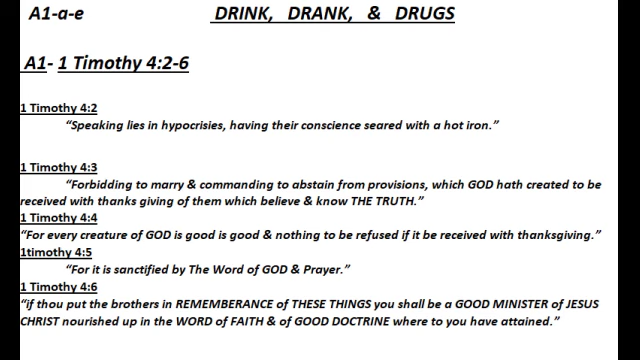 A1-a-e DRINK, DRANK, & DRUGS
A1- 1 Timothy 4:2-6
1 Timothy 4:2
“Speaking lies in hypocrisies, having their conscience seared with a hot iron.”
1 Timothy 4:3
“Forbidding to marry & commanding to abstain from provisions, which GOD hath created to be
received with thanks giving of them which believe & know THE TRUTH.”
1 Timothy 4:4
“For every creature of GOD is good is good & nothing to be refused if it be received with thanksgiving.”
1timothy 4:5
“For it is sanctified by The Word of GOD & Prayer.”
1 Timothy 4:6
“if thou put the brothers in REMEMBERANCE of THESE THINGS you shall be a GOOD MINISTER of JESUS
CHRIST nourished up in the WORD of FAITH & of GOOD DOCTRINE where to you have attained.”